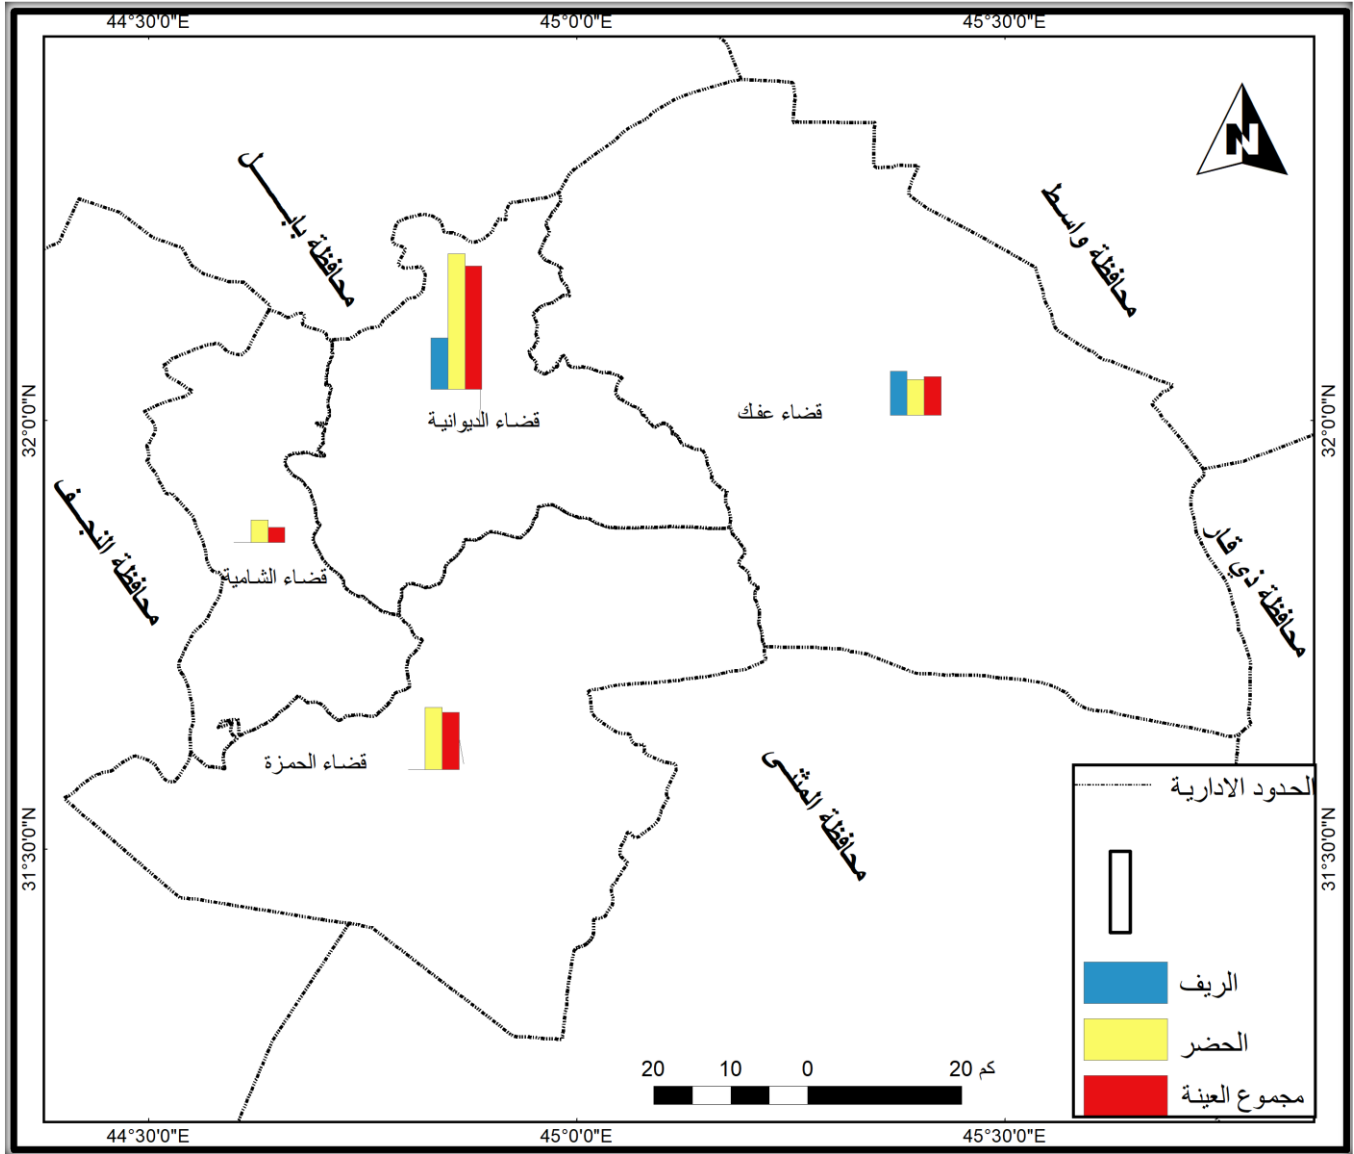 44°30'0"E
45°0'0"E
45°30'0"E
N
محافظة بابل
محافظة واسط
32°0'0"N
32°0'0"N
قضاء الديوانية
قضاء عفك
محافظة النجف
محافظة ذي قار
قضاء الشامية
قضاء الحمزة
محافظة المثنى
31°30'0"N
31°30'0"N
الحدود الادارية
الريف
الحضر
مجموع العينة
20 10 0 20 كم
44°30'0"E
45°0'0"E
45°30'0"E